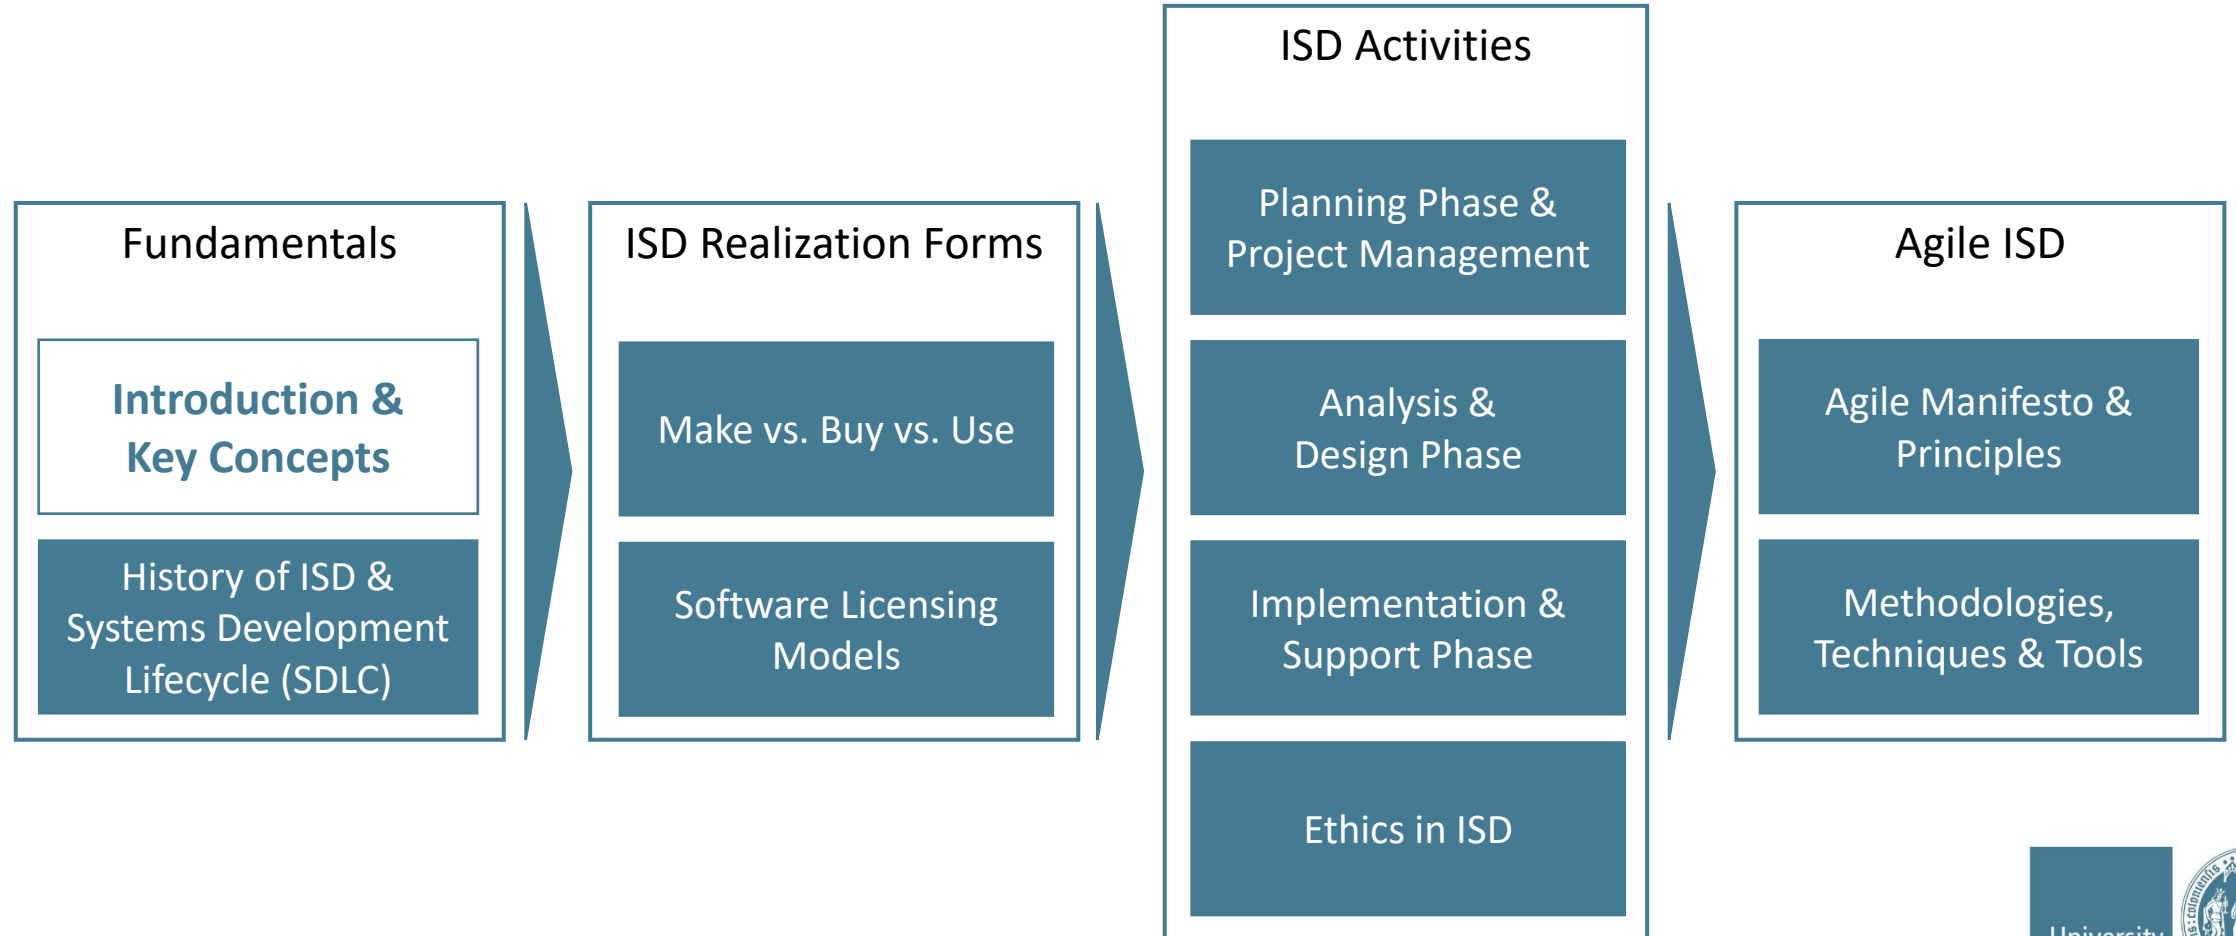 Fundamentals
Introduction &
Key Concepts
History of ISD &
Systems Development
Lifecycle (SDLC)
ISD Realization Forms
Make vs. Buy vs. Use
Software Licensing
Models
ISD Activities
Planning Phase &
Project Management
Analysis &
Design Phase
Implementation &
Support Phase
Ethics in ISD
Agile ISD
Agile Manifesto &
Principles
Methodologies,
Techniques & Tools
University